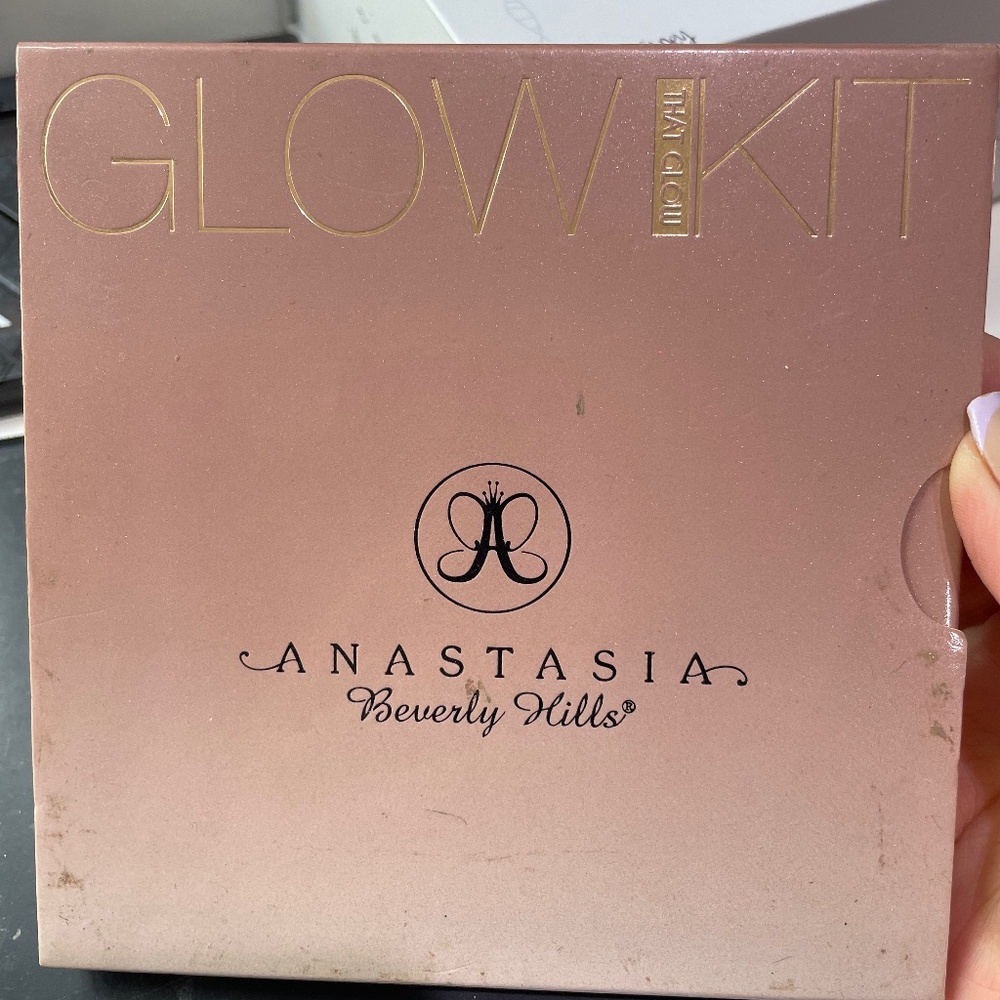 GLOW KIT
THAT GLOW
ANASTASIA
Beverly Hills®